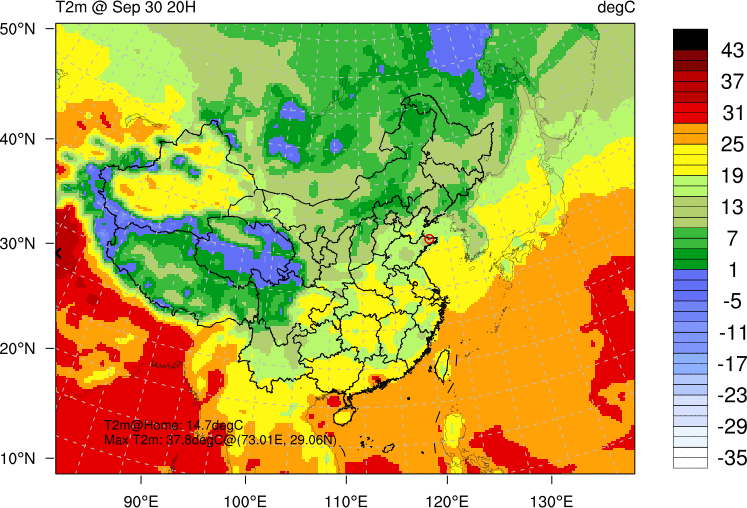 T2m @ Sep 30 20H
degC
50°N
40°N
30°N
20°N
10°N
90°E
100°E
110°E
120°E
130°E
T2m@Home: 14.7degC
Max T2m: 37.8degC@(73.01E, 29.06N)
43
37
31
25
19
13
7
1
-5
-11
-17
-23
-29
-35